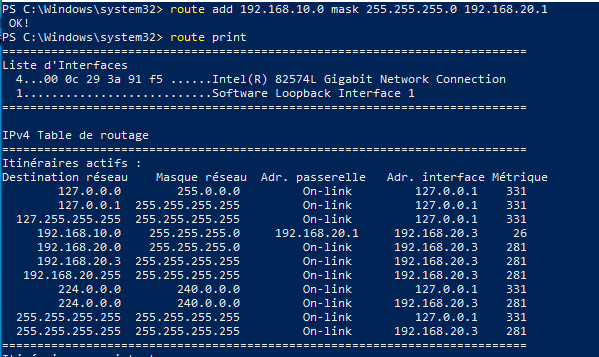 PS C:\Windows\system32> route add 192.168.10.0 mask 255.255.255.0 192.168.20.1
 OK!
PS C:\Windows\system32> route print
===========================================================================
Liste d'Interfaces
  4...00 0c 29 3a 91 f5 ......Intel(R) 82574L Gigabit Network Connection
  1...........................Software Loopback Interface 1
===========================================================================
IPv4 Table de routage
===========================================================================
Itinéraires actifs :
Destination réseau    Masque réseau  Adr. passerelle   Adr. interface Métrique
        127.0.0.0        255.0.0.0         On-link         127.0.0.1    331
        127.0.0.1  255.255.255.255         On-link         127.0.0.1    331
  127.255.255.255  255.255.255.255         On-link         127.0.0.1    331
     192.168.10.0    255.255.255.0     192.168.20.1     192.168.20.3     26
     192.168.20.0    255.255.255.0         On-link      192.168.20.3    281
     192.168.20.3  255.255.255.255         On-link      192.168.20.3    281
   192.168.20.255  255.255.255.255         On-link      192.168.20.3    281
        224.0.0.0        240.0.0.0         On-link         127.0.0.1    331
        224.0.0.0        240.0.0.0         On-link      192.168.20.3    281
  255.255.255.255  255.255.255.255         On-link         127.0.0.1    331
  255.255.255.255  255.255.255.255         On-link      192.168.20.3    281
===========================================================================